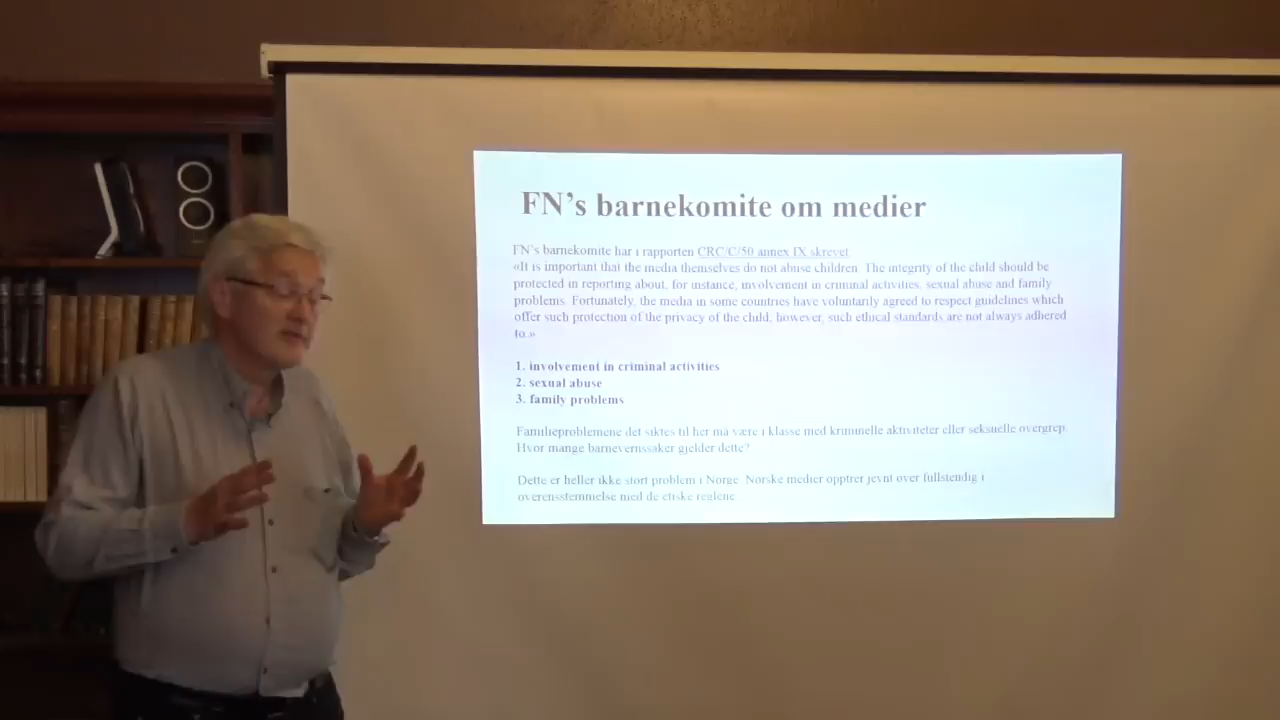 FN's barnekomite om medier
FN's barnekomite har i rapporten CRC/C/50 annex IX skrevet:
«It is important that the media themselves do not abuse children. The integrity of the child should be
protected in reporting about, for instance, involvement in criminal activities, sexual abuse and family
problems. Fortunately, the media in some countries have voluntarily agreed to respect guidelines which
offer such protection of the privacy of the child, however, such ethical standards are not always adhered
to.»
1. involvement in criminal activities
2. sexual abuse
3. family problems
Familieproblemene det siktes til her må være i klasse med kriminelle aktiviteter eller seksuelle overgrep.
Hvor mange barnevernssaker gjelder dette?
Dette er heller ikke stort problem i Norge. Norske medier opptrer jevnt over fullstendig i
overensstemmelse med de etiske reglene.